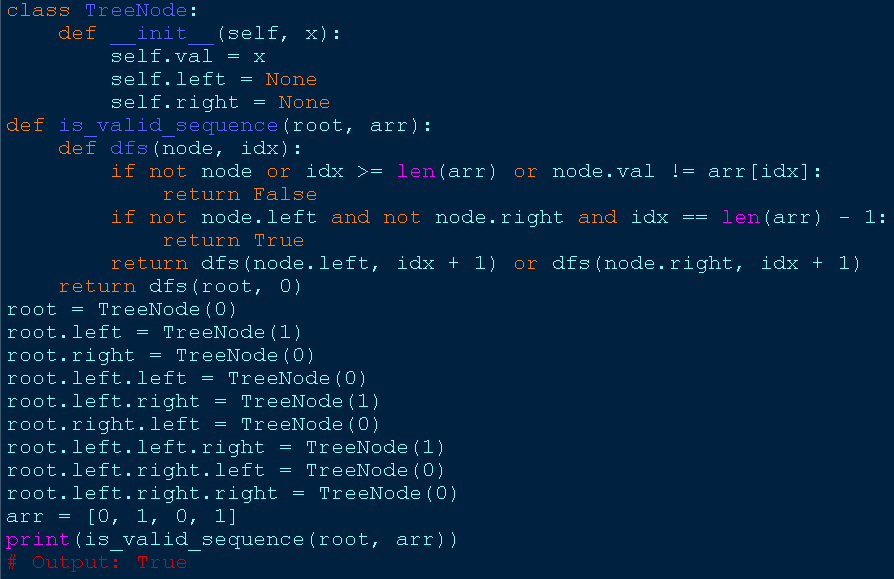 class TreeNode:
    def __init__(self, x):
        self.val = x
        self.left = None
        self.right = None
def is_valid_sequence(root, arr):
    def dfs(node, idx):
        if not node or idx >= len(arr) or node.val != arr[idx]:
            return False
        if not node.left and not node.right and idx == len(arr) - 1:
            return True
        return dfs(node.left, idx + 1) or dfs(node.right, idx + 1)
    return dfs(root, 0)
root = TreeNode(0)
root.left = TreeNode(1)
root.right = TreeNode(0)
root.left.left = TreeNode(0)
root.left.right = TreeNode(1)
root.right.left = TreeNode(0)
root.left.left.right = TreeNode(1)
root.left.right.left = TreeNode(0)
root.left.right.right = TreeNode(0)
arr = [0, 1, 0, 1]
print(is_valid_sequence(root, arr))
# Output: True